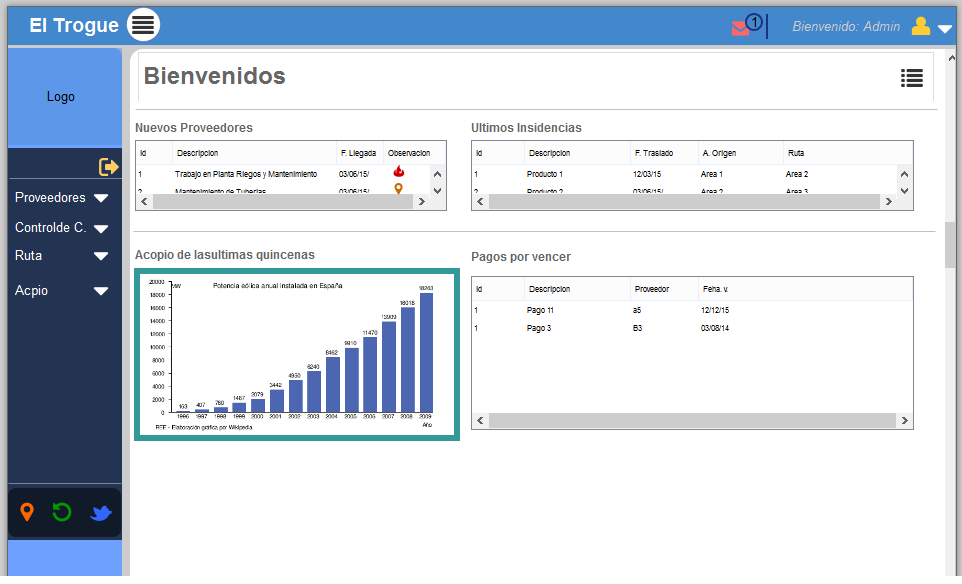 El Trogue
1
Bienvenido: Admin
Logo
Bienvenidos
Proveedores
Controlde C.
Ruta
Acpio
Nuevos Proveedores
Id Descripcion F. Llegada Observacion
1 Trabajo en Planta Riegos y Mantenimiento 03/06/15/
2 Mantenimiento de Tuberias 03/06/15/
Ultimos Insidencias
Id Descripcion F. Traslado A. Origen Ruta
1 Producto 1 12/03/15 Area 1 Area 2
2 Producto 2 03/06/15/ Area 2 Area 3
Acopio de lasultimas quincenas
Potencia eólica anual instalada en España
MW
20000
18000
16000
14000
12000
10000
8000
6000
4000
2000
0
163 407 780 1487 2079 3442 4950 6240 8462 9910 11470 13909 16018 18263
1996 1997 1998 1999 2000 2001 2002 2003 2004 2005 2006 2007 2008 2009
Año
REE - Elaboración gráfica por Wikipedia
Pagos por vencer
Id Descripcion Proveedor Feha. v.
1 Pago 11 a5 12/12/15
1 Pago 3 B3 03/08/14